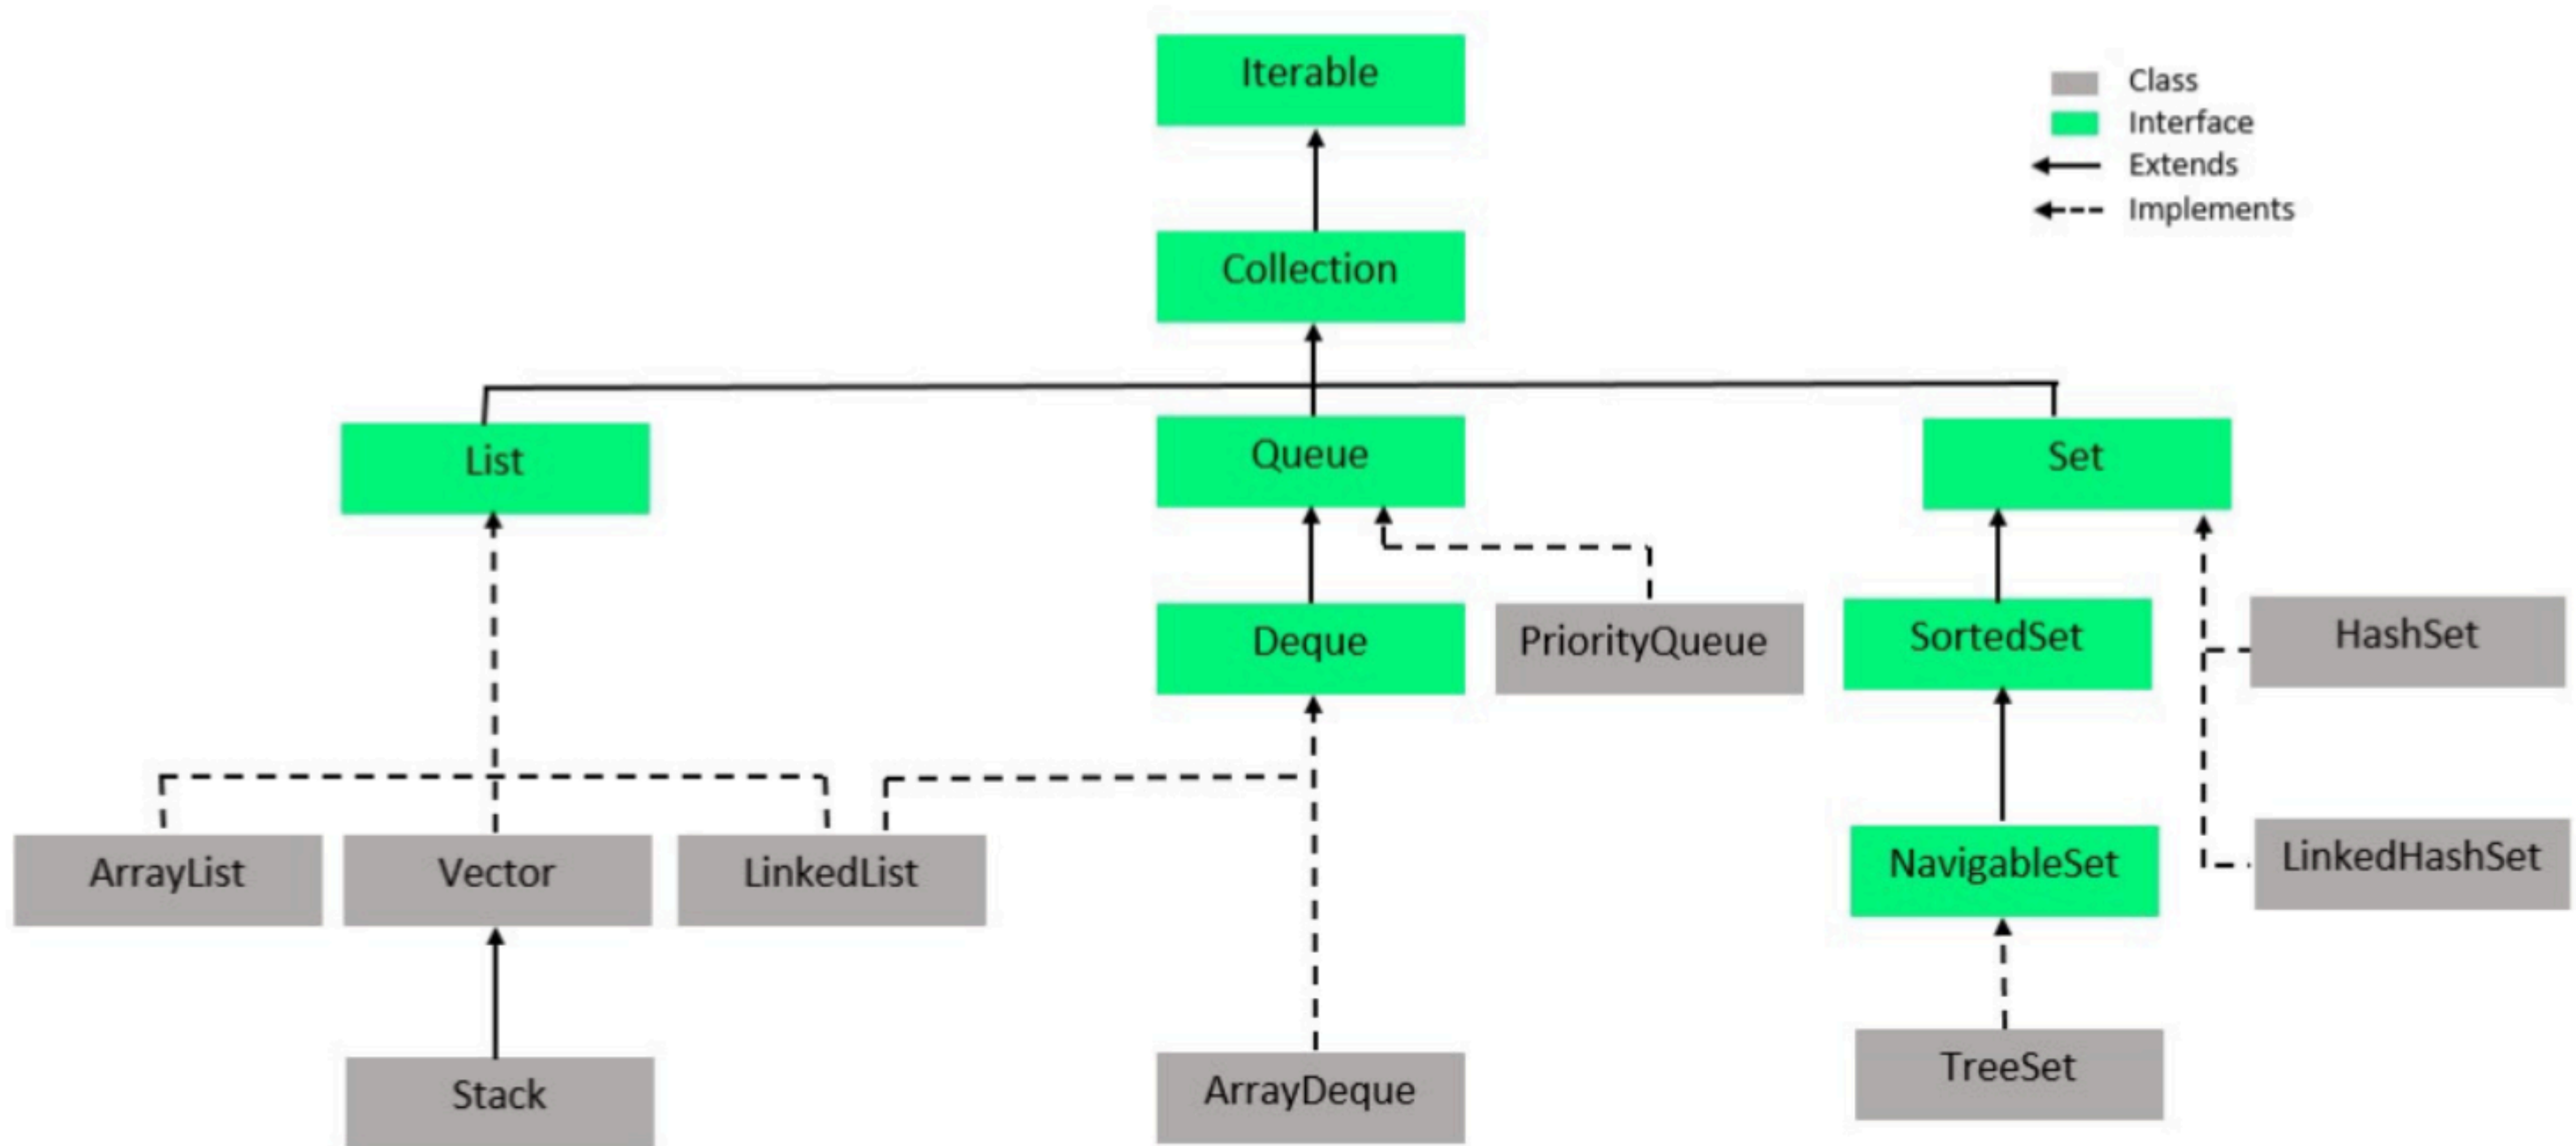 Iterable
Class
Interface
Extends
Implements
Collection
List
Queue
Set
Deque
PriorityQueue
SortedSet
HashSet
ArrayList
Vector
LinkedList
NavigableSet
LinkedHashSet
Stack
ArrayDeque
TreeSet